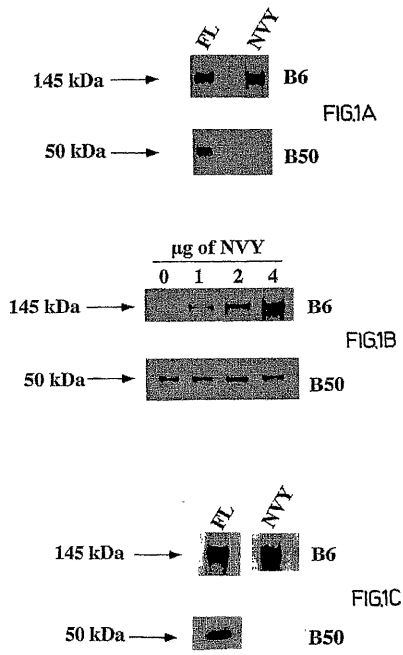 FL NVY
145 kDa B6
FIG.1A
50 kDa B50
µg of NVY
0 1 2 4
145 kDa B6
FIG.1B
50 kDa B50
FL NVY
145 kDa B6
FIG.1C
50 kDa B50